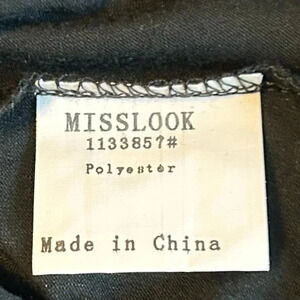 MISSLOOK
1133857#
Polyester
Made in China